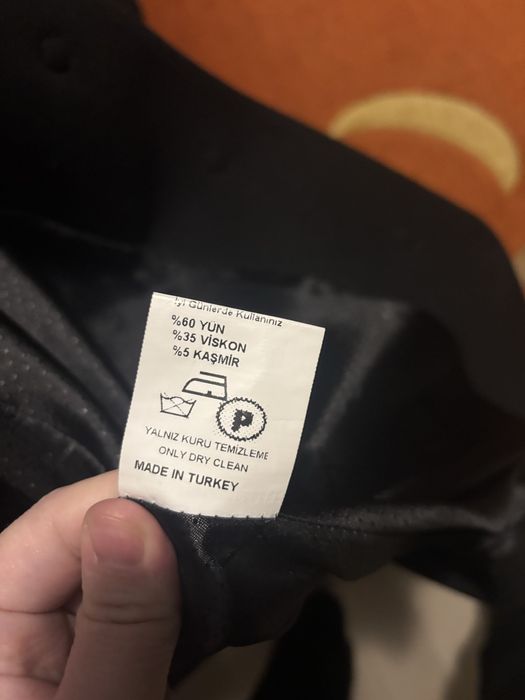 İyi Günlerde Kullanınız
%60 YÜN
%35 VİSKON
%5 KAŞMİR
P
YALNIZ KURU TEMİZLEME
ONLY DRY CLEAN
MADE IN TURKEY